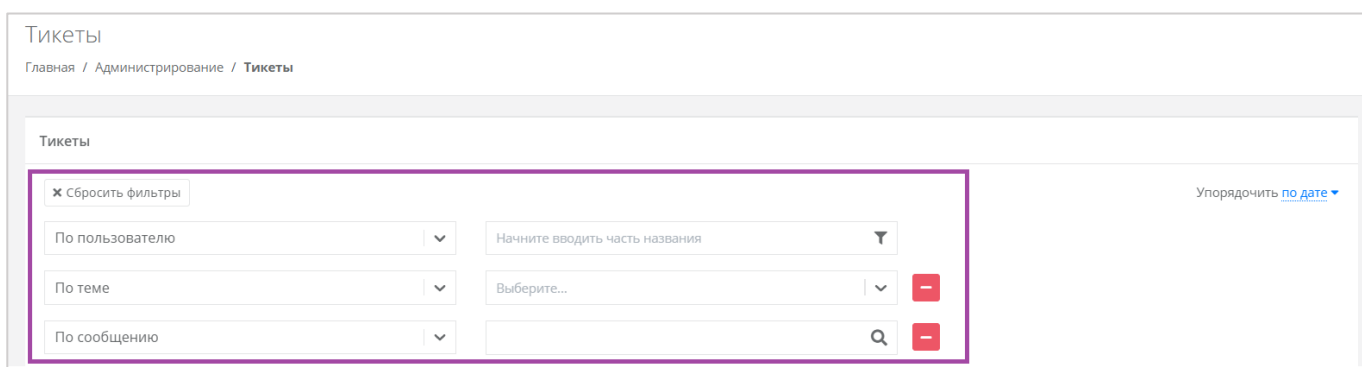 Тикеты
Главная / Администрирование / Тикеты
Тикеты
Сбросить фильтры
Упорядочить по дате
По пользователю
Начните вводить часть названия
По теме
Выберите...
По сообщению